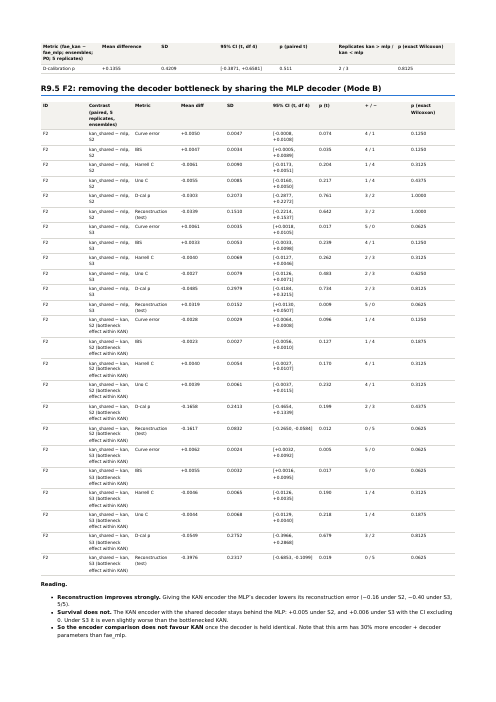 Metric (fae_kan − fae_mlp; ensembles; P0; 5 replicates) Mean difference SD 95% CI (t, df 4) p (paired t) Replicates kan > mlp / kan < mlp p (exact Wilcoxon)
D-calibration p +0.1355 0.4209 [-0.3871, +0.6581] 0.511 2 / 3 0.8125
R9.5 F2: removing the decoder bottleneck by sharing the MLP decoder (Mode B)
ID Contrast (paired, 5 replicates, ensembles) Metric Mean diff SD 95% CI (t, df 4) p (t) + / − p (exact Wilcoxon)
F2 kan_shared − mlp, S2 Curve error +0.0050 0.0047 [-0.0008, +0.0108] 0.074 4 / 1 0.1250
F2 kan_shared − mlp, S2 IBS +0.0047 0.0034 [+0.0005, +0.0089] 0.035 4 / 1 0.1250
F2 kan_shared − mlp, S2 Harrell C -0.0061 0.0090 [-0.0173, +0.0051] 0.204 1 / 4 0.3125
F2 kan_shared − mlp, S2 Uno C -0.0055 0.0085 [-0.0160, +0.0050] 0.217 1 / 4 0.4375
F2 kan_shared − mlp, S2 D-cal p -0.0303 0.2073 [-0.2877, +0.2272] 0.761 3 / 2 1.0000
F2 kan_shared − mlp, S2 Reconstruction (test) -0.0339 0.1510 [-0.2214, +0.1537] 0.642 3 / 2 1.0000
F2 kan_shared − mlp, S3 Curve error +0.0061 0.0035 [+0.0018, +0.0105] 0.017 5 / 0 0.0625
F2 kan_shared − mlp, S3 IBS +0.0033 0.0053 [-0.0033, +0.0098] 0.239 4 / 1 0.1250
F2 kan_shared − mlp, S3 Harrell C -0.0040 0.0069 [-0.0127, +0.0046] 0.262 2 / 3 0.3125
F2 kan_shared − mlp, S3 Uno C -0.0027 0.0079 [-0.0126, +0.0071] 0.483 2 / 3 0.6250
F2 kan_shared − mlp, S3 D-cal p -0.0485 0.2979 [-0.4184, +0.3215] 0.734 2 / 3 0.8125
F2 kan_shared − mlp, S3 Reconstruction (test) +0.0319 0.0152 [+0.0130, +0.0507] 0.009 5 / 0 0.0625
F2 kan_shared − kan, S2 (bottleneck effect within KAN) Curve error -0.0028 0.0029 [-0.0064, +0.0008] 0.096 1 / 4 0.1250
F2 kan_shared − kan, S2 (bottleneck effect within KAN) IBS -0.0023 0.0027 [-0.0056, +0.0010] 0.127 1 / 4 0.1875
F2 kan_shared − kan, S2 (bottleneck effect within KAN) Harrell C +0.0040 0.0054 [-0.0027, +0.0107] 0.170 4 / 1 0.3125
F2 kan_shared − kan, S2 (bottleneck effect within KAN) Uno C +0.0039 0.0061 [-0.0037, +0.0115] 0.232 4 / 1 0.3125
F2 kan_shared − kan, S2 (bottleneck effect within KAN) D-cal p -0.1658 0.2413 [-0.4654, +0.1339] 0.199 2 / 3 0.4375
F2 kan_shared − kan, S2 (bottleneck effect within KAN) Reconstruction (test) -0.1617 0.0832 [-0.2650, -0.0584] 0.012 0 / 5 0.0625
F2 kan_shared − kan, S3 (bottleneck effect within KAN) Curve error +0.0062 0.0024 [+0.0032, +0.0092] 0.005 5 / 0 0.0625
F2 kan_shared − kan, S3 (bottleneck effect within KAN) IBS +0.0055 0.0032 [+0.0016, +0.0095] 0.017 5 / 0 0.0625
F2 kan_shared − kan, S3 (bottleneck effect within KAN) Harrell C -0.0046 0.0065 [-0.0126, +0.0035] 0.190 1 / 4 0.3125
F2 kan_shared − kan, S3 (bottleneck effect within KAN) Uno C -0.0044 0.0068 [-0.0129, +0.0040] 0.218 1 / 4 0.1875
F2 kan_shared − kan, S3 (bottleneck effect within KAN) D-cal p -0.0549 0.2752 [-0.3966, +0.2868] 0.679 3 / 2 0.8125
F2 kan_shared − kan, S3 (bottleneck effect within KAN) Reconstruction (test) -0.3976 0.2317 [-0.6853, -0.1099] 0.019 0 / 5 0.0625
Reading.
• Reconstruction improves strongly. Giving the KAN encoder the MLP's decoder lowers its reconstruction error (−0.16 under S2, −0.40 under S3,
5/5).
• Survival does not. The KAN encoder with the shared decoder stays behind the MLP: +0.005 under S2, and +0.006 under S3 with the CI excluding
0. Under S3 it is even slightly worse than the bottlenecked KAN.
• So the encoder comparison does not favour KAN once the decoder is held identical. Note that this arm has 30% more encoder + decoder
parameters than fae_mlp.